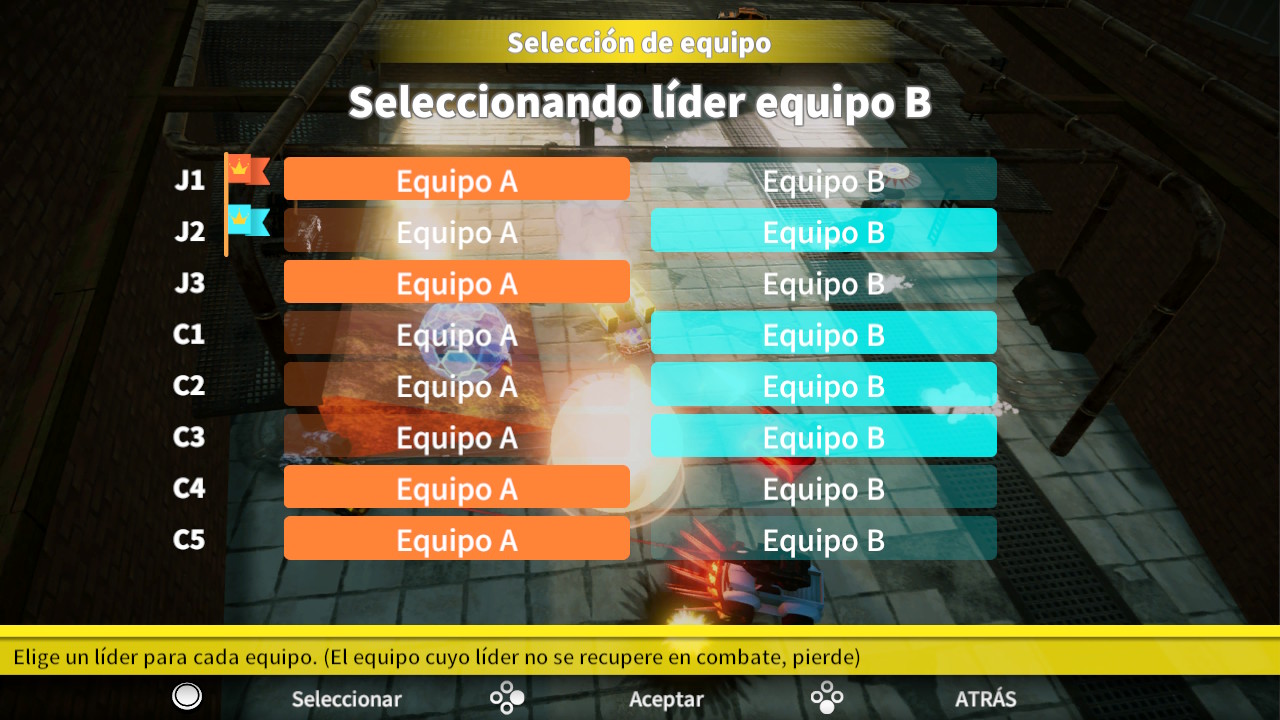 Selección de equipo
Seleccionando líder equipo B
J1 Equipo A Equipo B
J2 Equipo A Equipo B
J3 Equipo A Equipo B
C1 Equipo A Equipo B
C2 Equipo A Equipo B
C3 Equipo A Equipo B
C4 Equipo A Equipo B
C5 Equipo A Equipo B
Elige un líder para cada equipo. (El equipo cuyo líder no se recupere en combate, pierde)
Seleccionar Aceptar ATRÁS